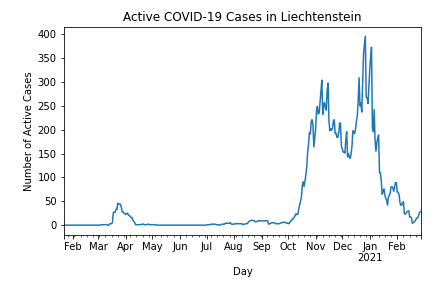 Active COVID-19 Cases in Liechtenstein
400
350
300
250
200
150
100
50
0
Number of Active Cases
Feb Mar Apr May Jun Jul Aug Sep Oct Nov Dec Jan Feb
2021
Day